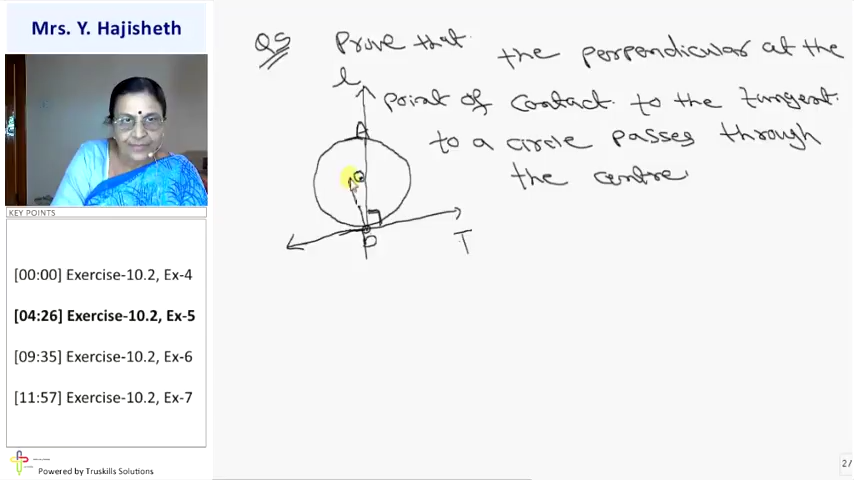 Mrs. Y. Hajisheth
KEY POINTS
[00:00] Exercise-10.2, Ex-4
[04:26] Exercise-10.2, Ex-5
[09:35] Exercise-10.2, Ex-6
[11:57] Exercise-10.2, Ex-7
Powered by Truskills Solutions
Q5 Prove that the perpendicular at the
point of contact to the tangent
to a circle passes through
the centre
l
A
O
P
T
2/